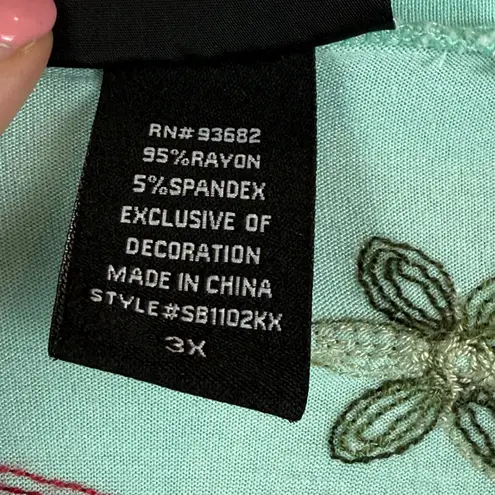 RN# 93682
95%RAYON
5%SPANDEX
EXCLUSIVE OF
DECORATION
MADE IN CHINA
STYLE#SB1102KX
3X